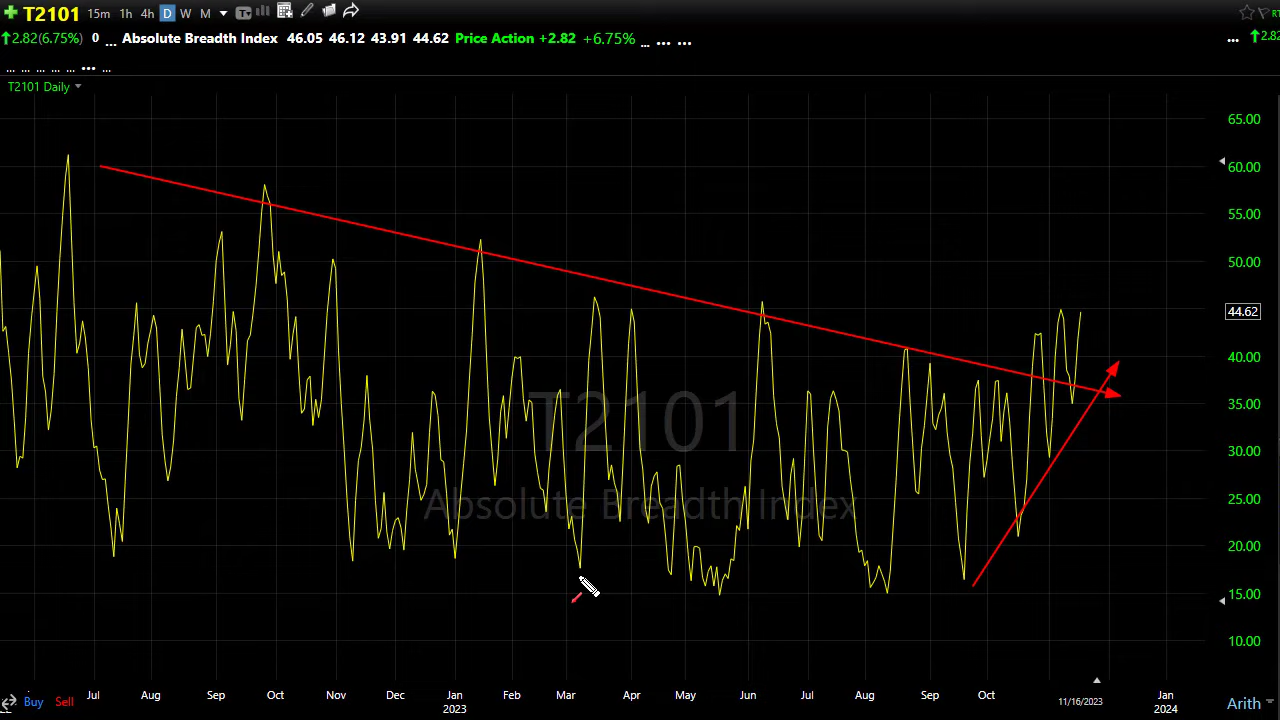 T2101 15m 1h 4h D W M T
2.82(6.75%) 0 ... Absolute Breadth Index 46.05 46.12 43.91 44.62 Price Action +2.82 +6.75% ... ... ... ... 2.82
... ... ... ... ... ... ...
T2101 Daily
65.00
60.00
55.00
50.00
44.62
40.00
35.00
30.00
25.00
20.00
15.00
10.00
T2101
Absolute Breadth Index
Jul Aug Sep Oct Nov Dec Jan Feb Mar Apr May Jun Jul Aug Sep Oct 11/16/2023 Jan
2023 2024
Buy Sell Arith